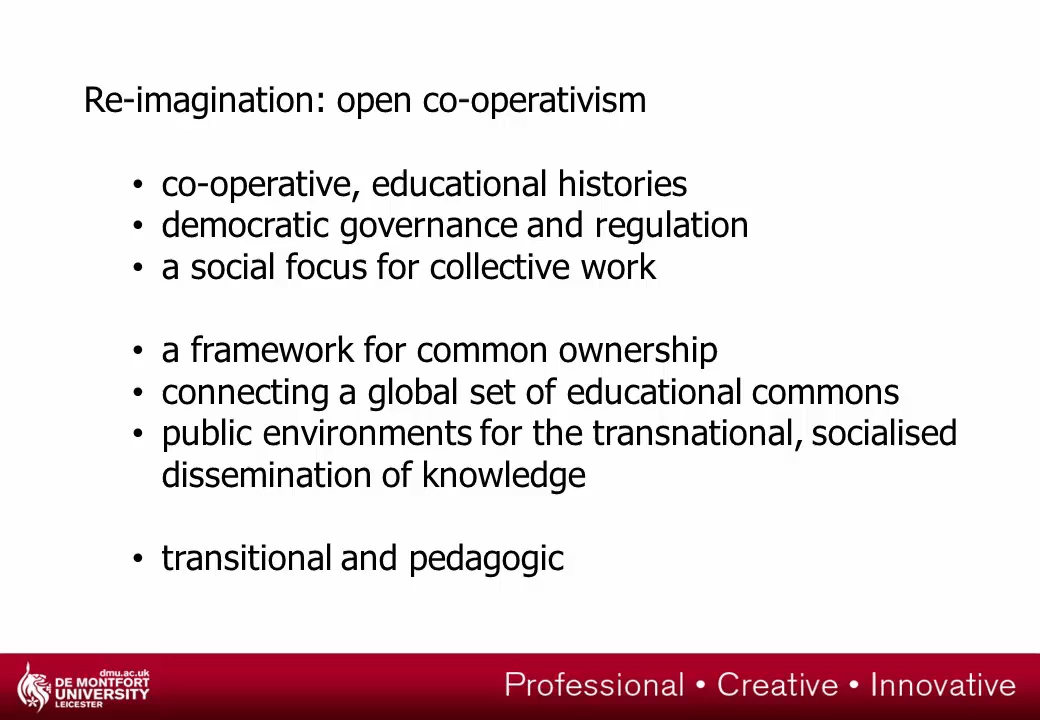 Re-imagination: open co-operativism
• co-operative, educational histories
• democratic governance and regulation
• a social focus for collective work
• a framework for common ownership
• connecting a global set of educational commons
• public environments for the transnational, socialised
dissemination of knowledge
• transitional and pedagogic
dmu.ac.uk
DE MONTFORT
UNIVERSITY
LEICESTER
Professional • Creative • Innovative